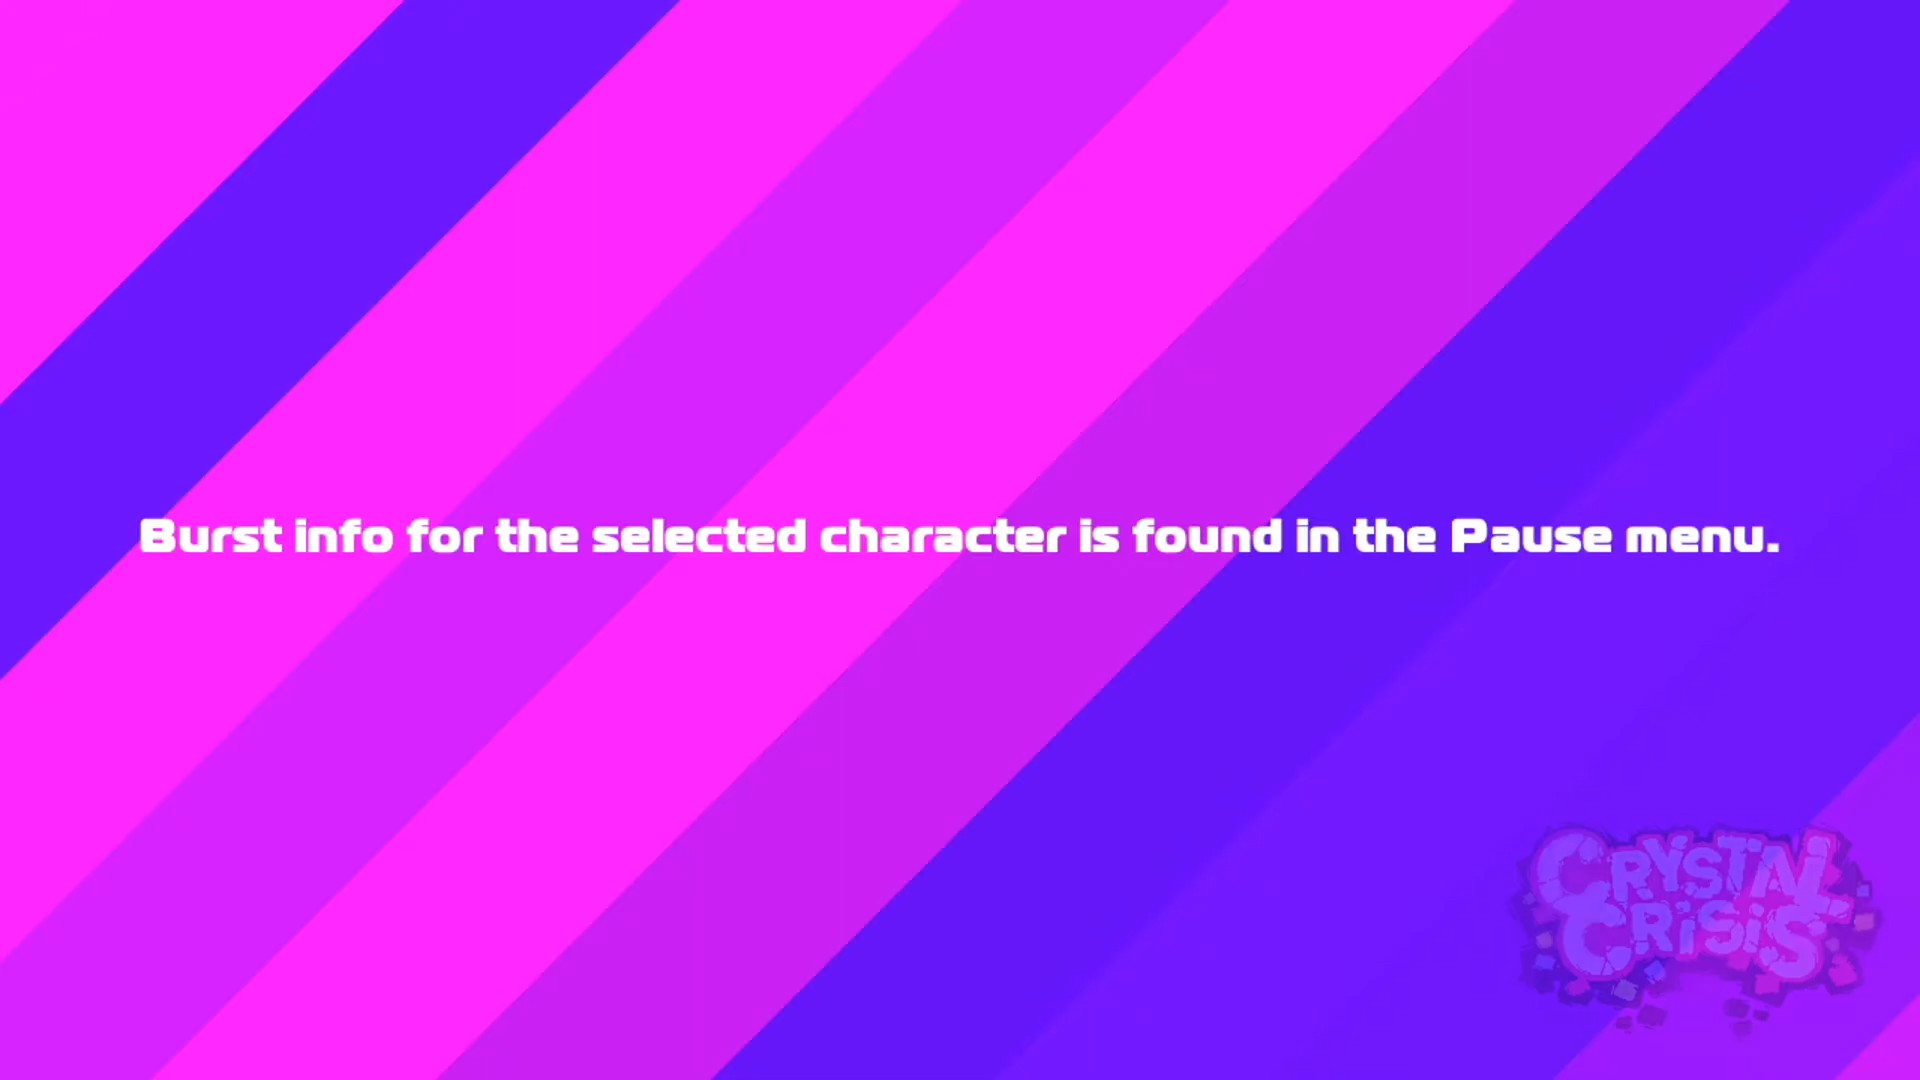 Burst info for the selected character is found in the Pause menu.
CRYSTAL
CRiSiS